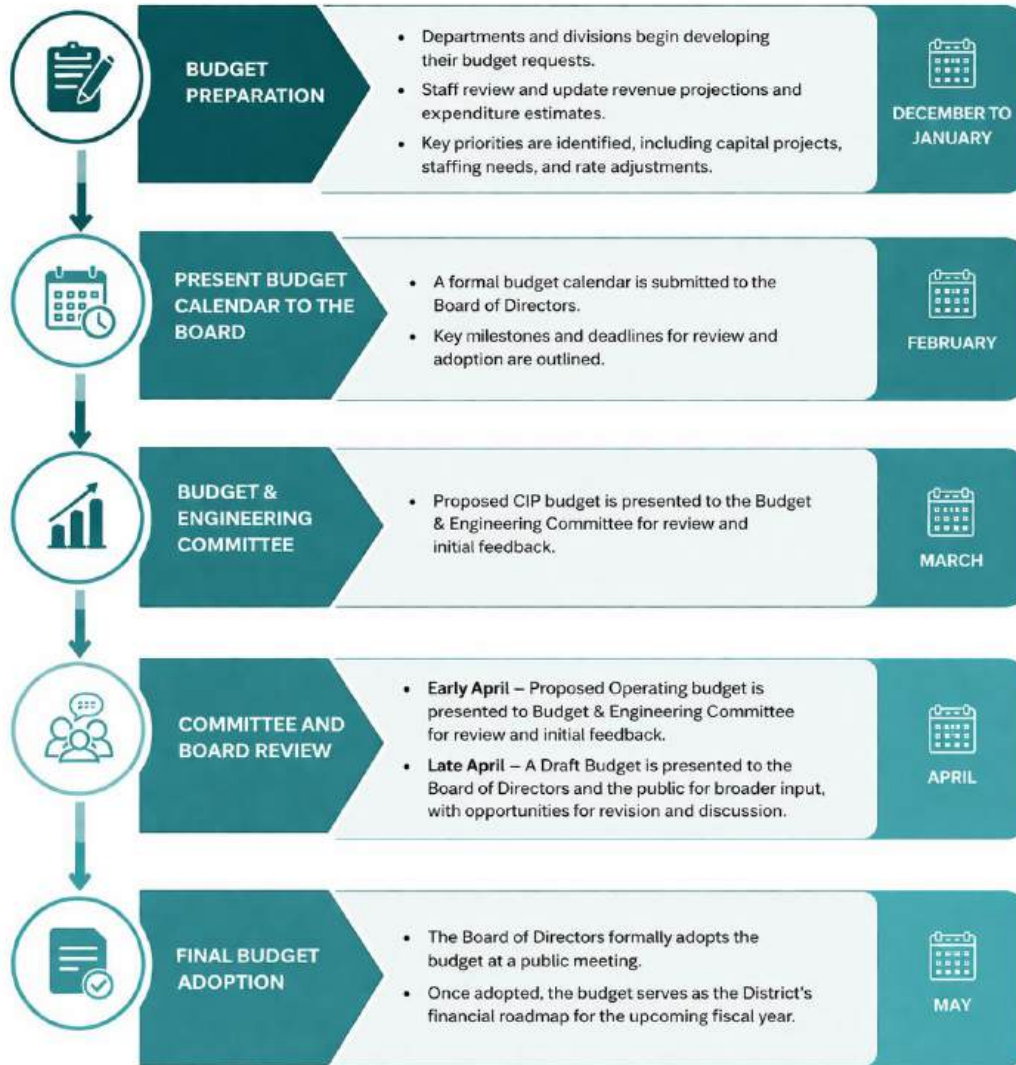 BUDGET
PREPARATION
• Departments and divisions begin developing
their budget requests.
• Staff review and update revenue projections and
expenditure estimates.
• Key priorities are identified, including capital projects,
staffing needs, and rate adjustments.
DECEMBER TO
JANUARY
PRESENT BUDGET
CALENDAR TO THE
BOARD
• A formal budget calendar is submitted to the
Board of Directors.
• Key milestones and deadlines for review and
adoption are outlined.
FEBRUARY
BUDGET &
ENGINEERING
COMMITTEE
• Proposed CIP budget is presented to the Budget
& Engineering Committee for review and
initial feedback.
MARCH
COMMITTEE AND
BOARD REVIEW
• Early April – Proposed Operating budget is
presented to Budget & Engineering Committee
for review and initial feedback.
• Late April – A Draft Budget is presented to the
Board of Directors and the public for broader input,
with opportunities for revision and discussion.
APRIL
FINAL BUDGET
ADOPTION
• The Board of Directors formally adopts the
budget at a public meeting.
• Once adopted, the budget serves as the District's
financial roadmap for the upcoming fiscal year.
MAY